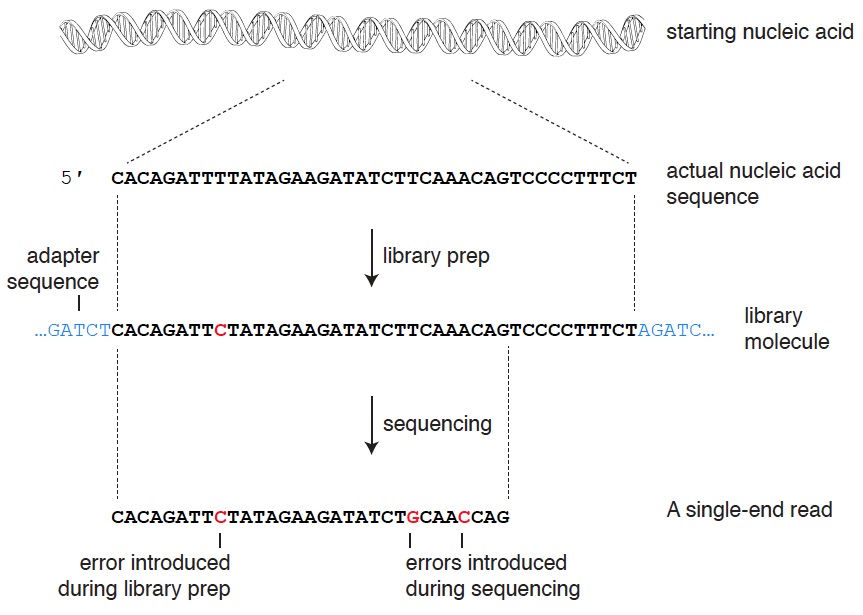 starting nucleic acid
5′ CACAGATTTTATAGAAGATATCTTCAAACAGTCCCCTTTCT
actual nucleic acid
sequence
library prep
adapter
sequence
...GATCTCACAGATTCTATAGAAGATATCTTCAAACAGTCCCCTTTCTAGATC...
library
molecule
sequencing
CACAGATTCTATAGAAGATATCTGCAACCAG
A single-end read
error introduced
during library prep
errors introduced
during sequencing